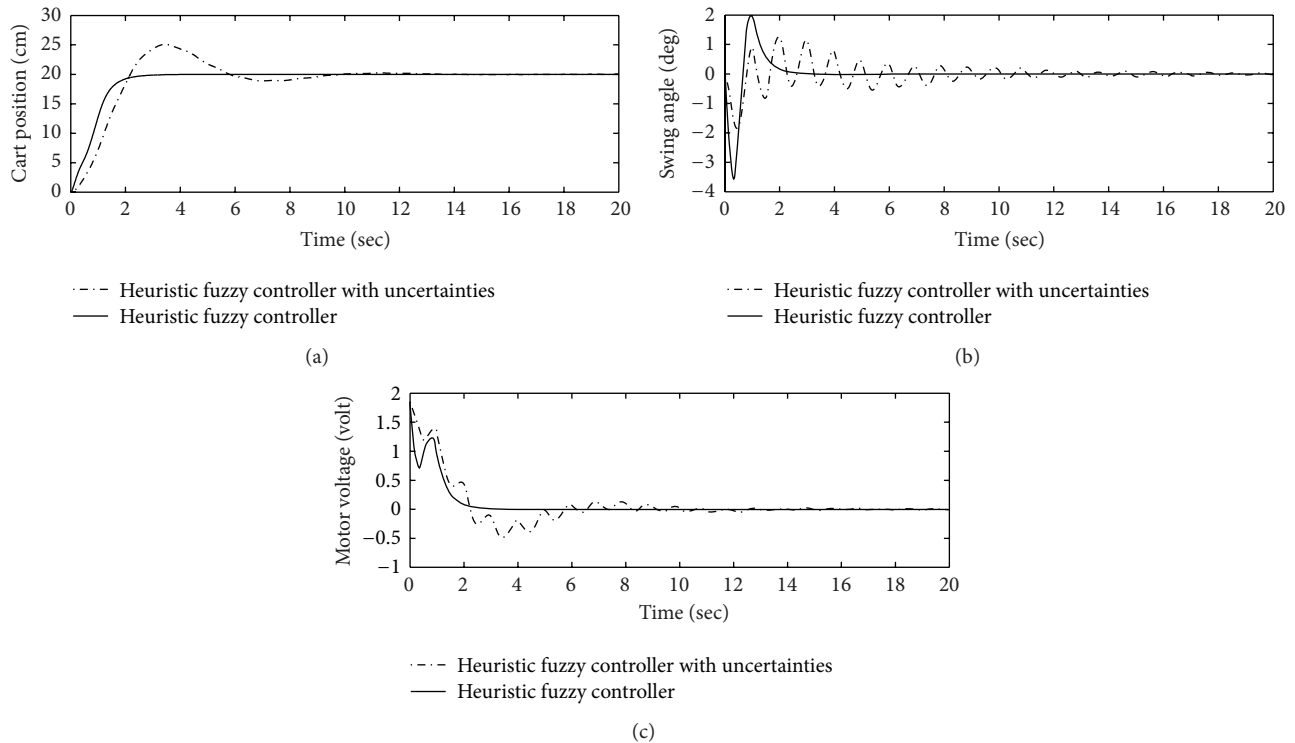 Cart position (cm)
30
25
20
15
10
5
0
0 2 4 6 8 10 12 14 16 18 20
Time (sec)
Heuristic fuzzy controller with uncertainties
Heuristic fuzzy controller
(a)
Swing angle (deg)
2
1
0
−1
−2
−3
−4
0 2 4 6 8 10 12 14 16 18 20
Time (sec)
Heuristic fuzzy controller with uncertainties
Heuristic fuzzy controller
(b)
Motor voltage (volt)
2
1.5
1
0.5
0
−0.5
−1
0 2 4 6 8 10 12 14 16 18 20
Time (sec)
Heuristic fuzzy controller with uncertainties
Heuristic fuzzy controller
(c)